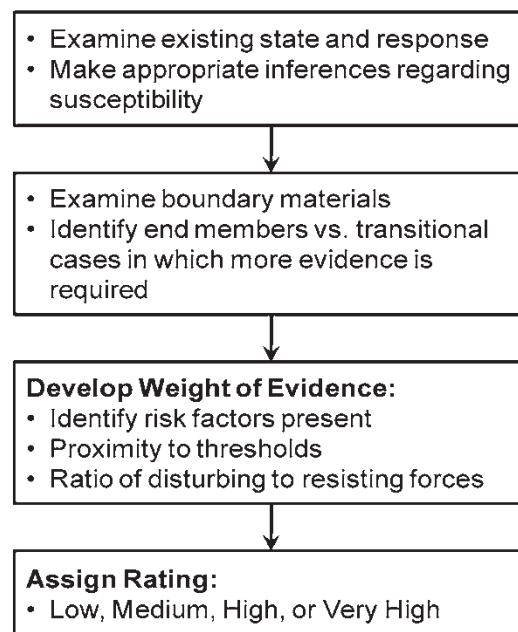 • Examine existing state and response
• Make appropriate inferences regarding
susceptibility
• Examine boundary materials
• Identify end members vs. transitional
cases in which more evidence is
required
Develop Weight of Evidence:
• Identify risk factors present
• Proximity to thresholds
• Ratio of disturbing to resisting forces
Assign Rating:
• Low, Medium, High, or Very High